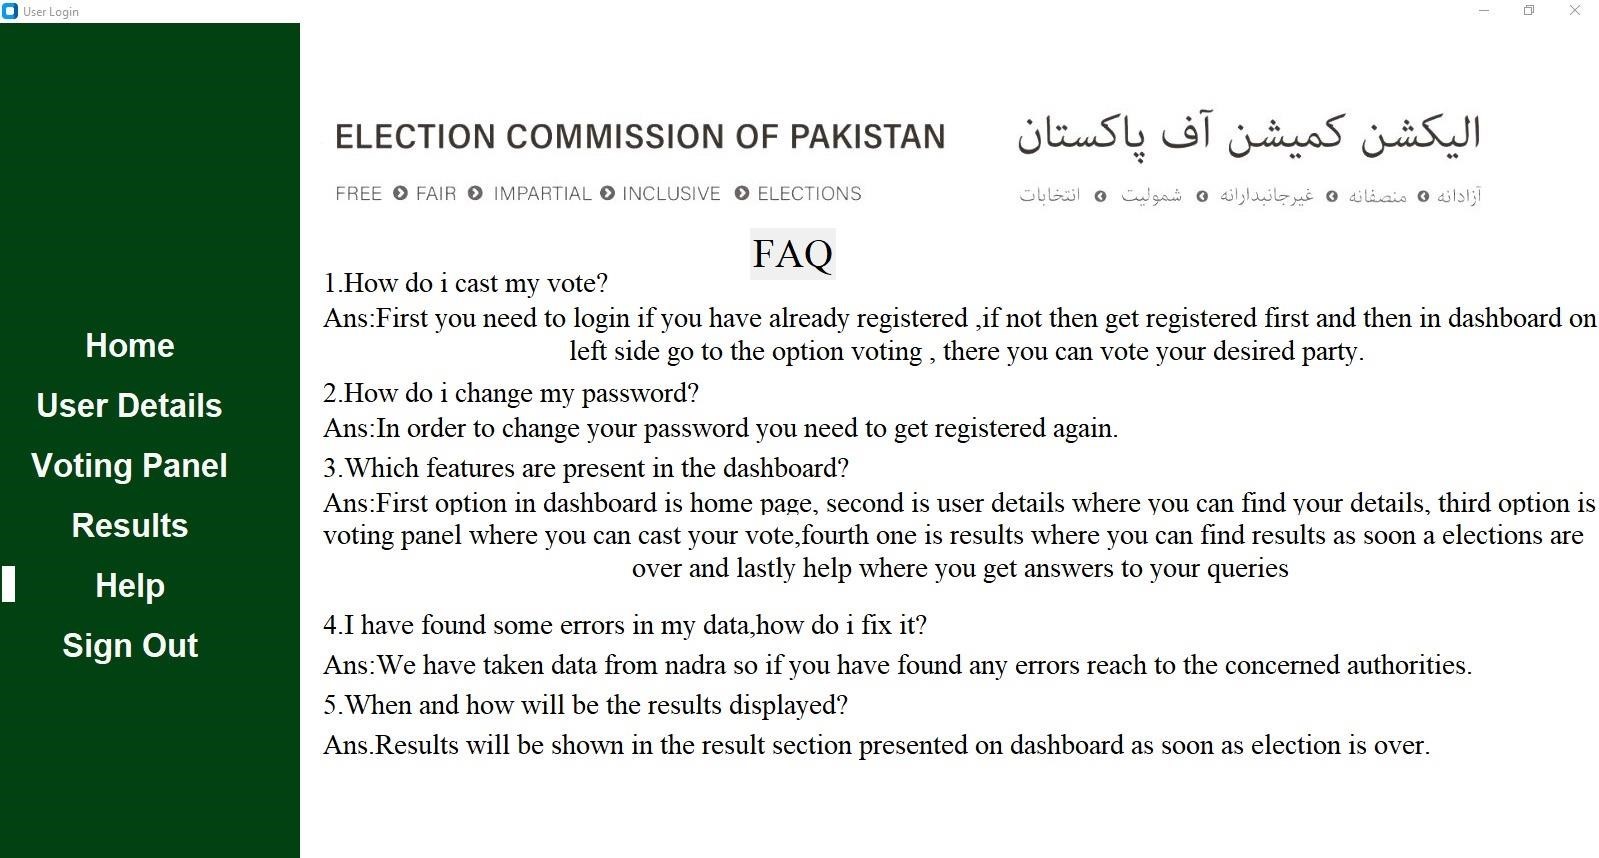 User Login
ELECTION COMMISSION OF PAKISTAN
الیکشن کمیشن آف پاکستان
FREE FAIR IMPARTIAL INCLUSIVE ELECTIONS
آزادانہ منصفانہ غیرجانبدارانہ شمولیت انتخابات
FAQ
1.How do i cast my vote?
Ans:First you need to login if you have already registered ,if not then get registered first and then in dashboard on
left side go to the option voting , there you can vote your desired party.
2.How do i change my password?
Ans:In order to change your password you need to get registered again.
3.Which features are present in the dashboard?
Ans:First option in dashboard is home page, second is user details where you can find your details, third option is
voting panel where you can cast your vote,fourth one is results where you can find results as soon a elections are
over and lastly help where you get answers to your queries
4.I have found some errors in my data,how do i fix it?
Ans:We have taken data from nadra so if you have found any errors reach to the concerned authorities.
5.When and how will be the results displayed?
Ans.Results will be shown in the result section presented on dashboard as soon as election is over.
Home
User Details
Voting Panel
Results
Help
Sign Out